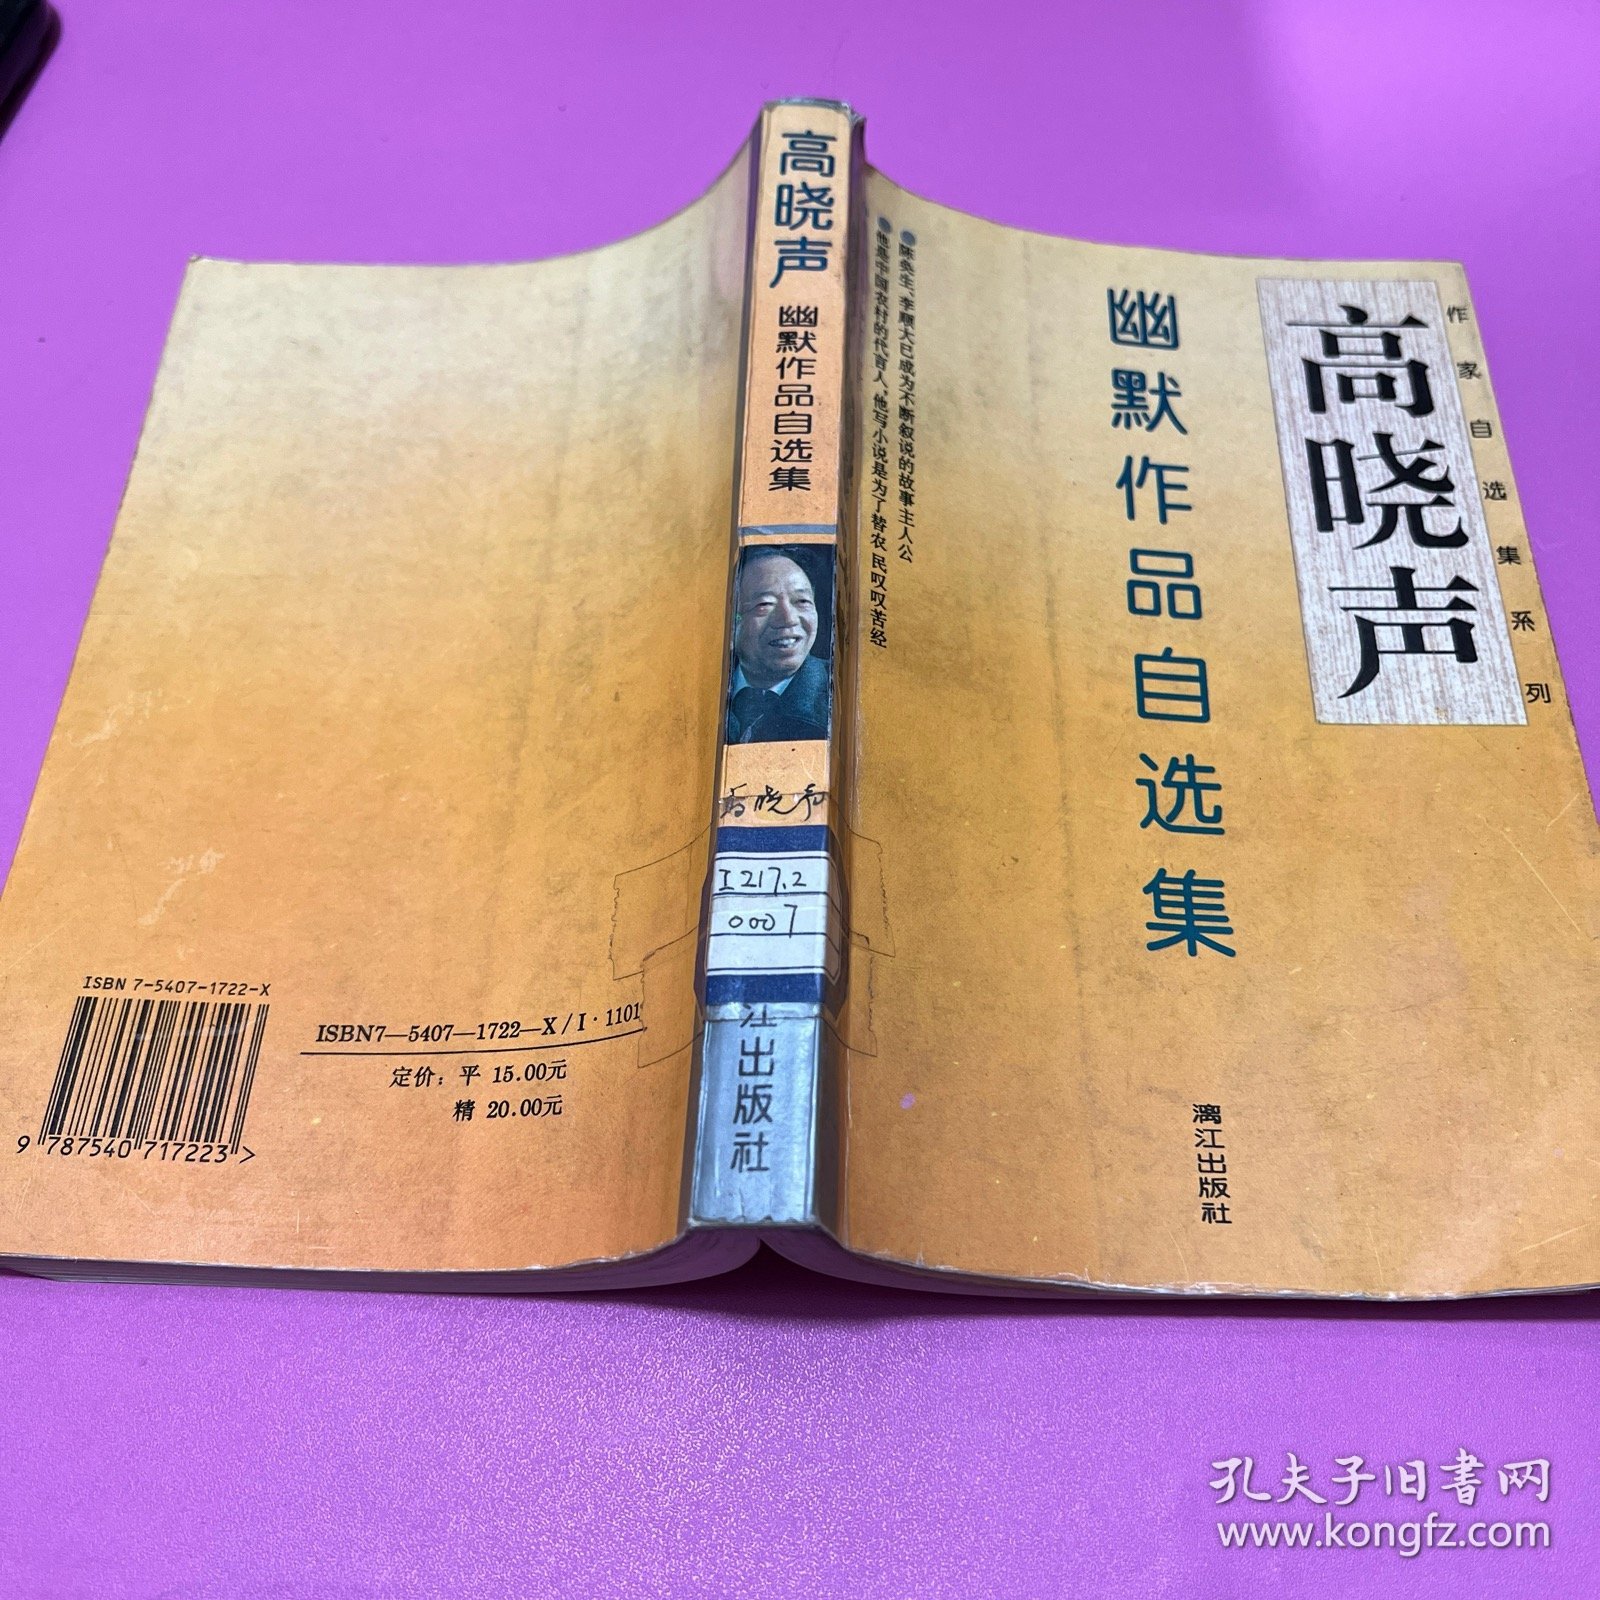 作家自选集系列
高晓声
幽默作品自选集
陈奂生、李顺大已成为不断叙说的故事主人公
他是中国农村的代言人,他写小说是为了替农民叹叹苦经
漓江出版社
高晓声
幽默作品自选集
高晓声
I217.2
0007
江出版社
ISBN 7-5407-1722-X
9 787540 717223 >
ISBN7—5407—1722—X/I·1101
定价：平 15.00元
精 20.00元
孔夫子旧书网
www.kongfz.com